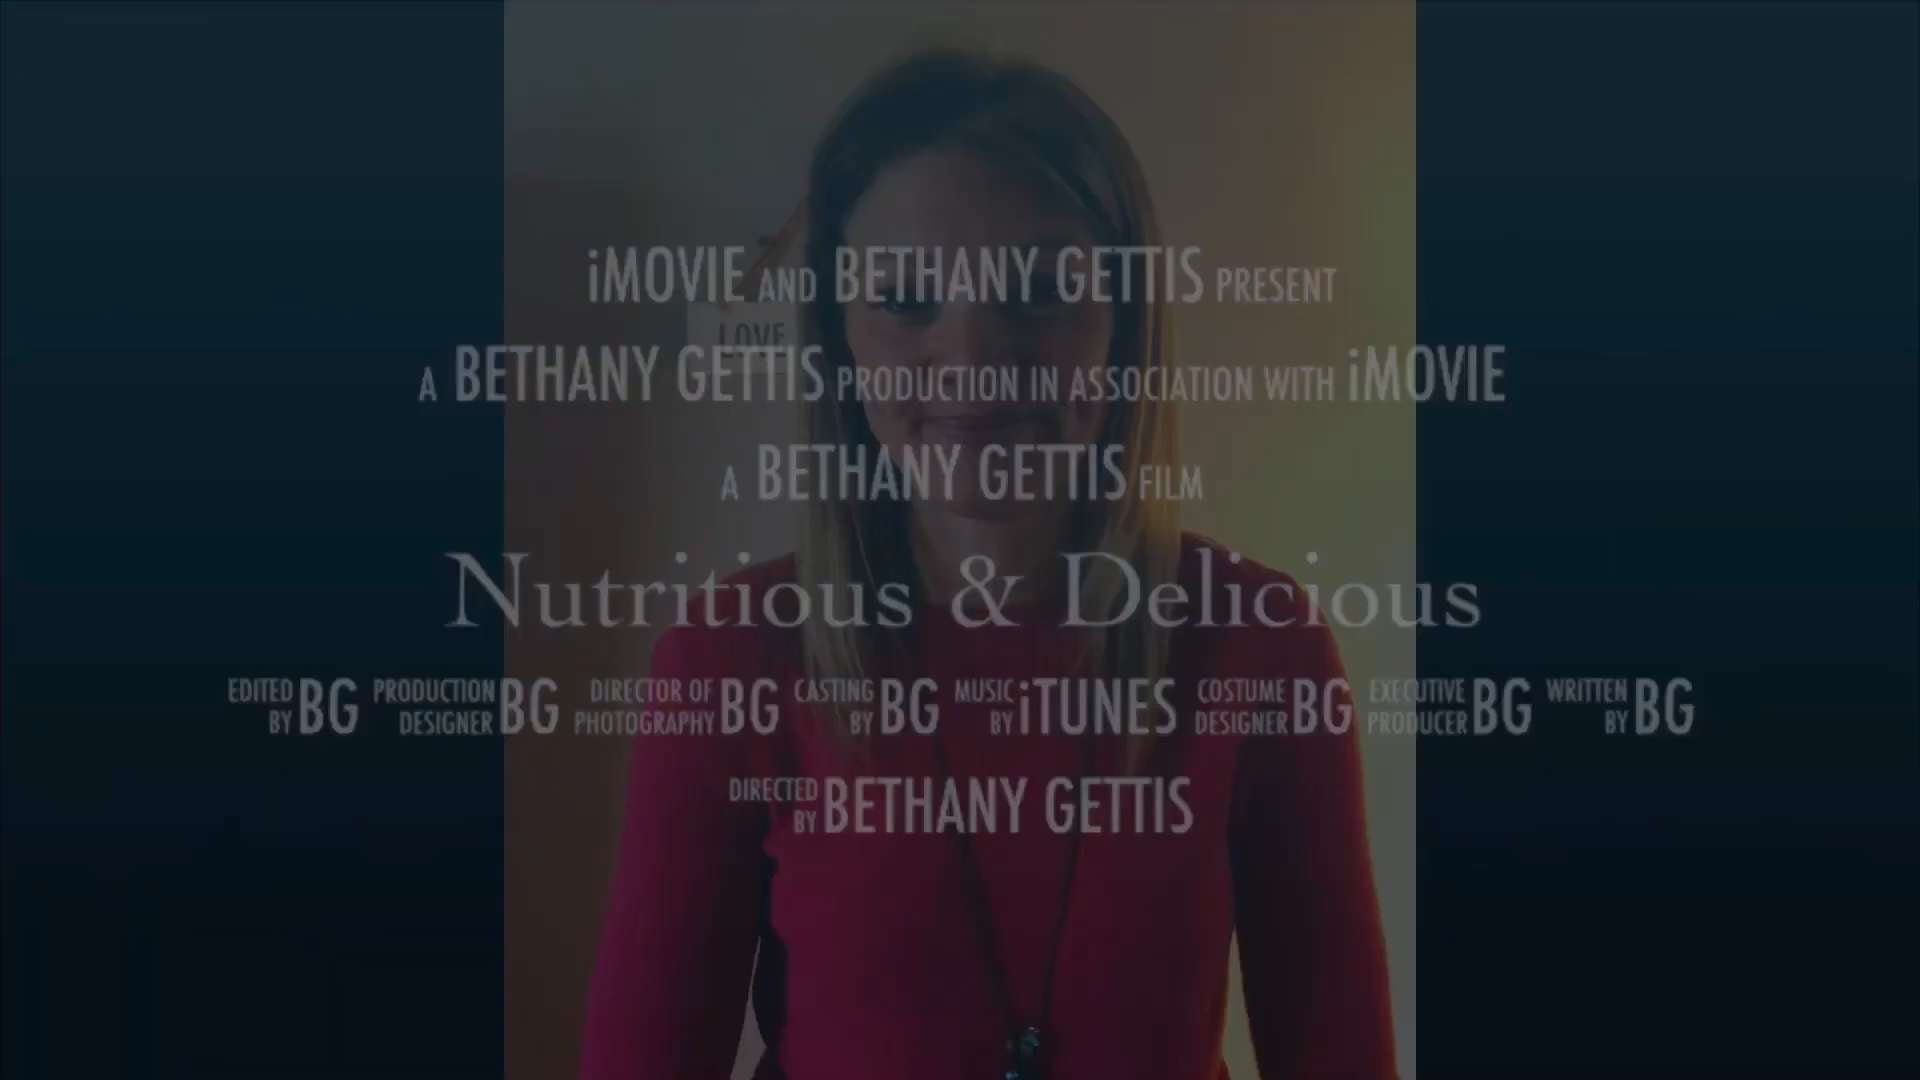 iMOVIE AND BETHANY GETTIS PRESENT
LOVE
A BETHANY GETTIS PRODUCTION IN ASSOCIATION WITH iMOVIE
A BETHANY GETTIS FILM
Nutritious & Delicious
EDITED BY BG PRODUCTION DESIGNER BG DIRECTOR OF PHOTOGRAPHY BG CASTING BY BG MUSIC BY iTUNES COSTUME DESIGNER BG EXECUTIVE PRODUCER BG WRITTEN BY BG
DIRECTED BY BETHANY GETTIS